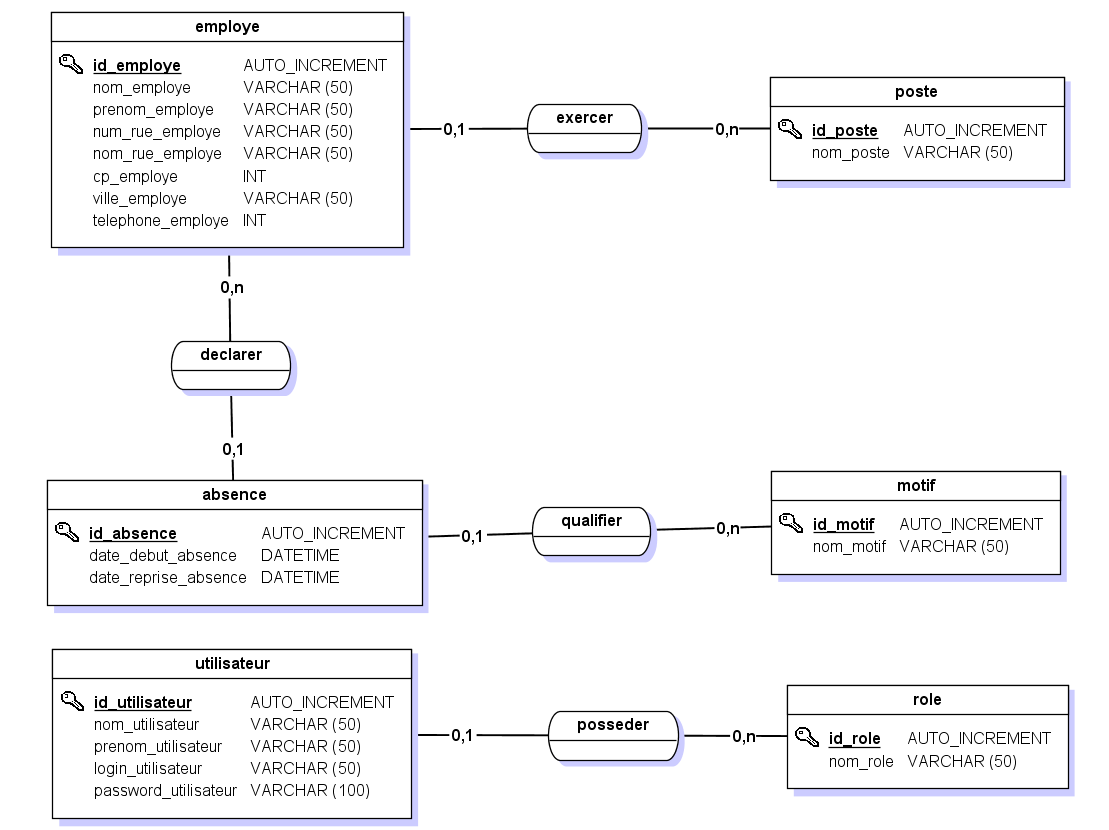 employe
id_employe AUTO_INCREMENT
nom_employe VARCHAR (50)
prenom_employe VARCHAR (50)
num_rue_employe VARCHAR (50)
nom_rue_employe VARCHAR (50)
cp_employe INT
ville_employe VARCHAR (50)
telephone_employe INT
0,1
exercer
0,n
poste
id_poste AUTO_INCREMENT
nom_poste VARCHAR (50)
0,n
declarer
0,1
absence
id_absence AUTO_INCREMENT
date_debut_absence DATETIME
date_reprise_absence DATETIME
0,1
qualifier
0,n
motif
id_motif AUTO_INCREMENT
nom_motif VARCHAR (50)
utilisateur
id_utilisateur AUTO_INCREMENT
nom_utilisateur VARCHAR (50)
prenom_utilisateur VARCHAR (50)
login_utilisateur VARCHAR (50)
password_utilisateur VARCHAR (100)
0,1
posseder
0,n
role
id_role AUTO_INCREMENT
nom_role VARCHAR (50)